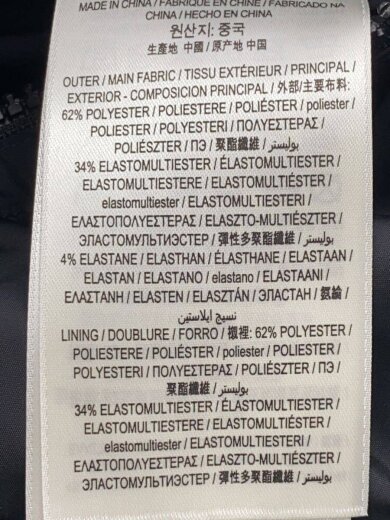 MADE IN CHINA / FABRIQUÉ EN CHINE / FABRICADO NA
CHINA / HECHO EN CHINA
원산지: 중국
生產地 中國 / 原产地 中国
OUTER / MAIN FABRIC / TISSU EXTÉRIEUR / PRINCIPAL /
EXTERIOR - COMPOSICION PRINCIPAL / 外部/主要布料:
62% POLYESTER / POLIESTERE / POLIÉSTER / poliester /
POLIESTER / POLYESTERI / ΠΟΛΥΕΣΤΕΡΑΣ /
POLIÉSZTER / ПЭ / 聚酯纖維 / بوليستر /
34% ELASTOMULTIESTER / ÉLASTOMULTIESTER /
ELASTOMULTIESTERE / ELASTOMULTIÉSTER /
elastomultiester / ELASTOMULTIESTERI /
ΕΛΑΣΤΟΠΟΛΥΕΣΤΕΡΑΣ / ELASZTO-MULTIÉSZTER /
ЭЛАСТОМУЛЬТИЭСТЕР / 彈性多聚酯纖維 / بوليستر /
4% ELASTANE / ELASTHAN / ÉLASTHANE / ELASTAAN /
ELASTAN / ELASTANO / elastano / ELASTAANI /
ΕΛΑΣΤΑΝΗ / ELASTEN / ELASZTÁN / ЭЛАСТАН / 氨綸 /
نسيج ايلاستين
LINING / DOUBLURE / FORRO / 襯裡: 62% POLYESTER /
POLIESTERE / POLIÉSTER / poliester / POLIESTER /
POLYESTERI / ΠΟΛΥΕΣΤΕΡΑΣ / POLIÉSZTER / ПЭ /
聚酯纖維 / بوليستر /
34% ELASTOMULTIESTER / ÉLASTOMULTIESTER /
ELASTOMULTIESTERE / ELASTOMULTIÉSTER /
elastomultiester / ELASTOMULTIESTERI /
ΕΛΑΣΤΟΠΟΛΥΕΣΤΕΡΑΣ / ELASZTO-MULTIÉSZTER /
ЭЛАСТОМУЛЬТИЭСТЕР / 彈性多聚酯纖維 / بوليستر /